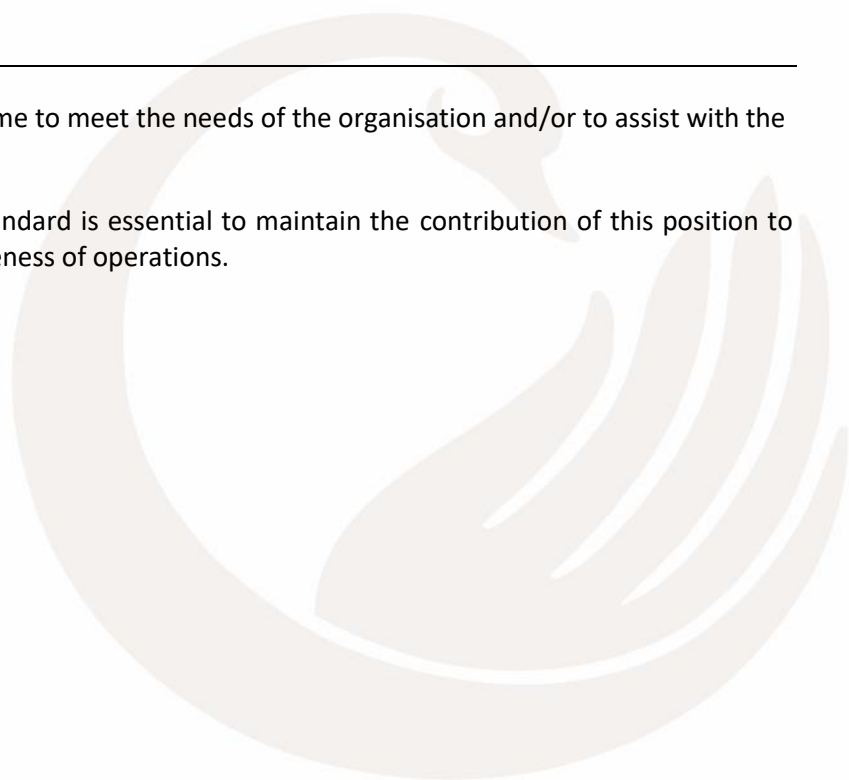 me to meet the needs of the organisation and/or to assist with the
ndard is essential to maintain the contribution of this position to
eness of operations.